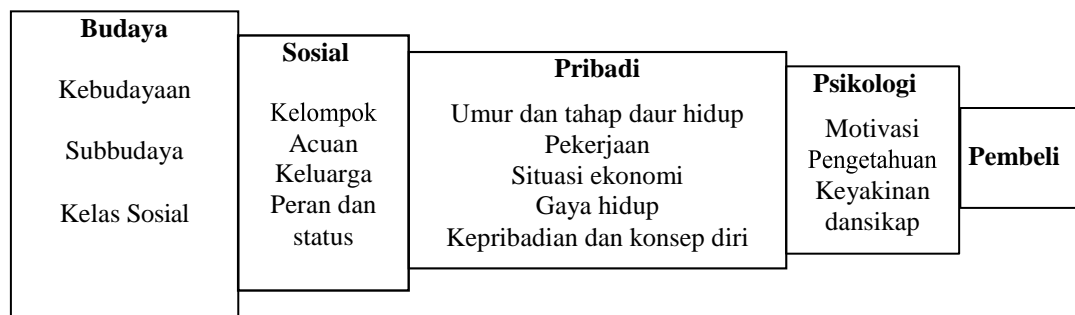 Budaya
Kebudayaan
Subbudaya
Kelas Sosial
Sosial
Kelompok
Acuan
Keluarga
Peran dan
status
Pribadi
Umur dan tahap daur hidup
Pekerjaan
Situasi ekonomi
Gaya hidup
Kepribadian dan konsep diri
Psikologi
Motivasi
Pengetahuan
Keyakinan
dansikap
Pembeli